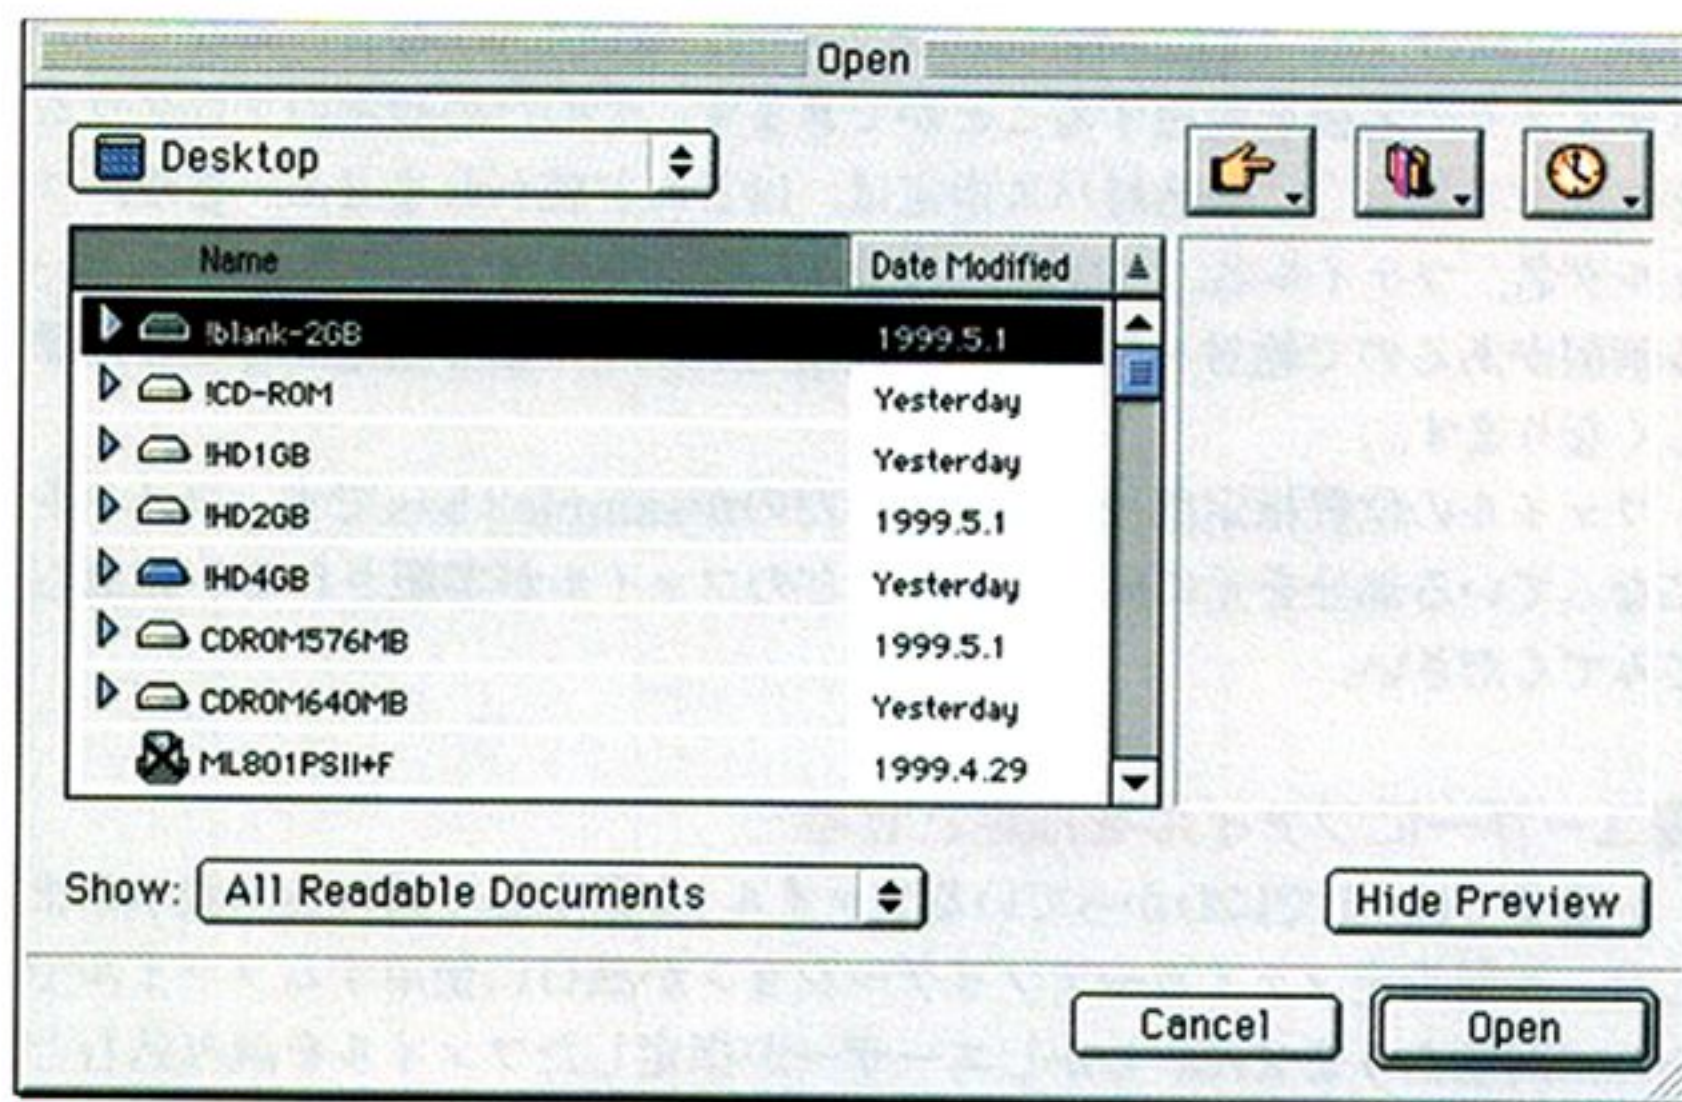 Open
Desktop
Name Date Modified
!blank-2GB 1999.5.1
!CD-ROM Yesterday
!HD1GB Yesterday
!HD2GB 1999.5.1
!HD4GB Yesterday
CDROM576MB 1999.5.1
CDROM640MB Yesterday
ML801PSII+F 1999.4.29
Show: All Readable Documents
Hide Preview
Cancel Open